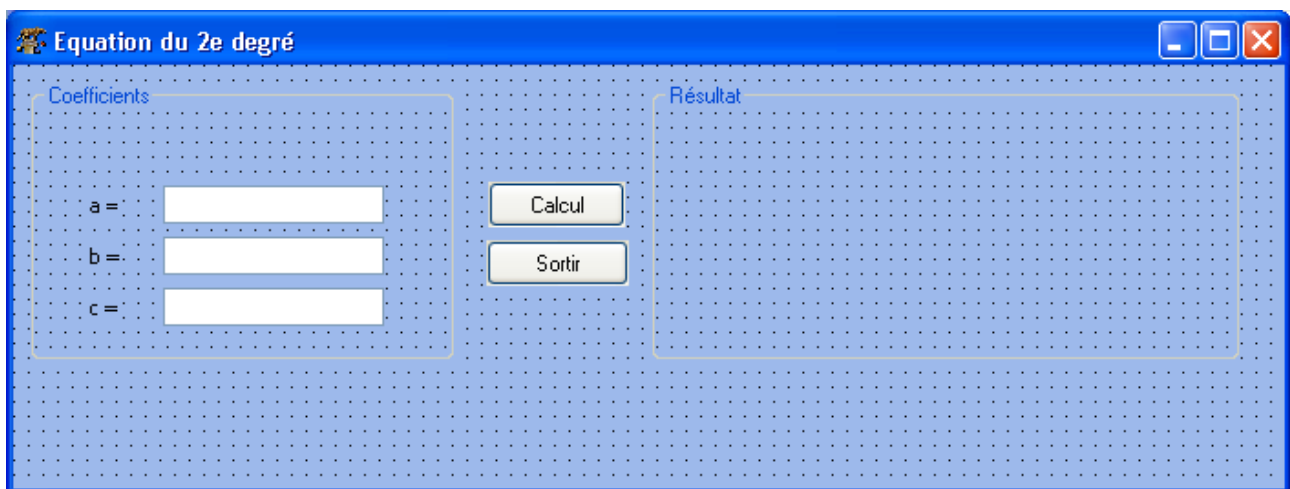 Equation du 2e degré
Coefficients
Résultat
a =
Calcul
b =
Sortir
c =